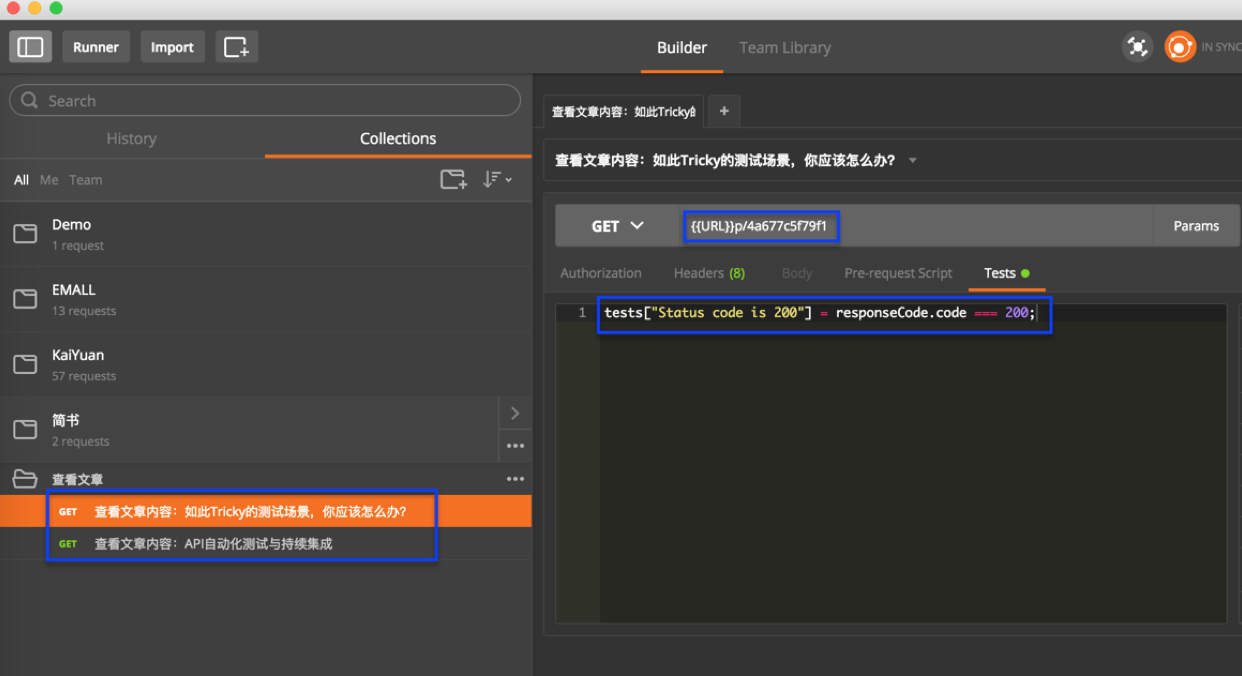 Runner
Import
Builder
Team Library
IN SYNC
Search
History
Collections
All Me Team
Demo
1 request
EMALL
13 requests
KaiYuan
57 requests
简书
2 requests
查看文章
GET 查看文章内容：如此Tricky的测试场景，你应该怎么办？
GET 查看文章内容：API自动化测试与持续集成
查看文章内容：如此Tricky的
+
查看文章内容：如此Tricky的测试场景，你应该怎么办？
GET {{URL}}p/4a677c5f79f1 Params
Authorization Headers (8) Body Pre-request Script Tests
1 tests["Status code is 200"] = responseCode.code === 200;